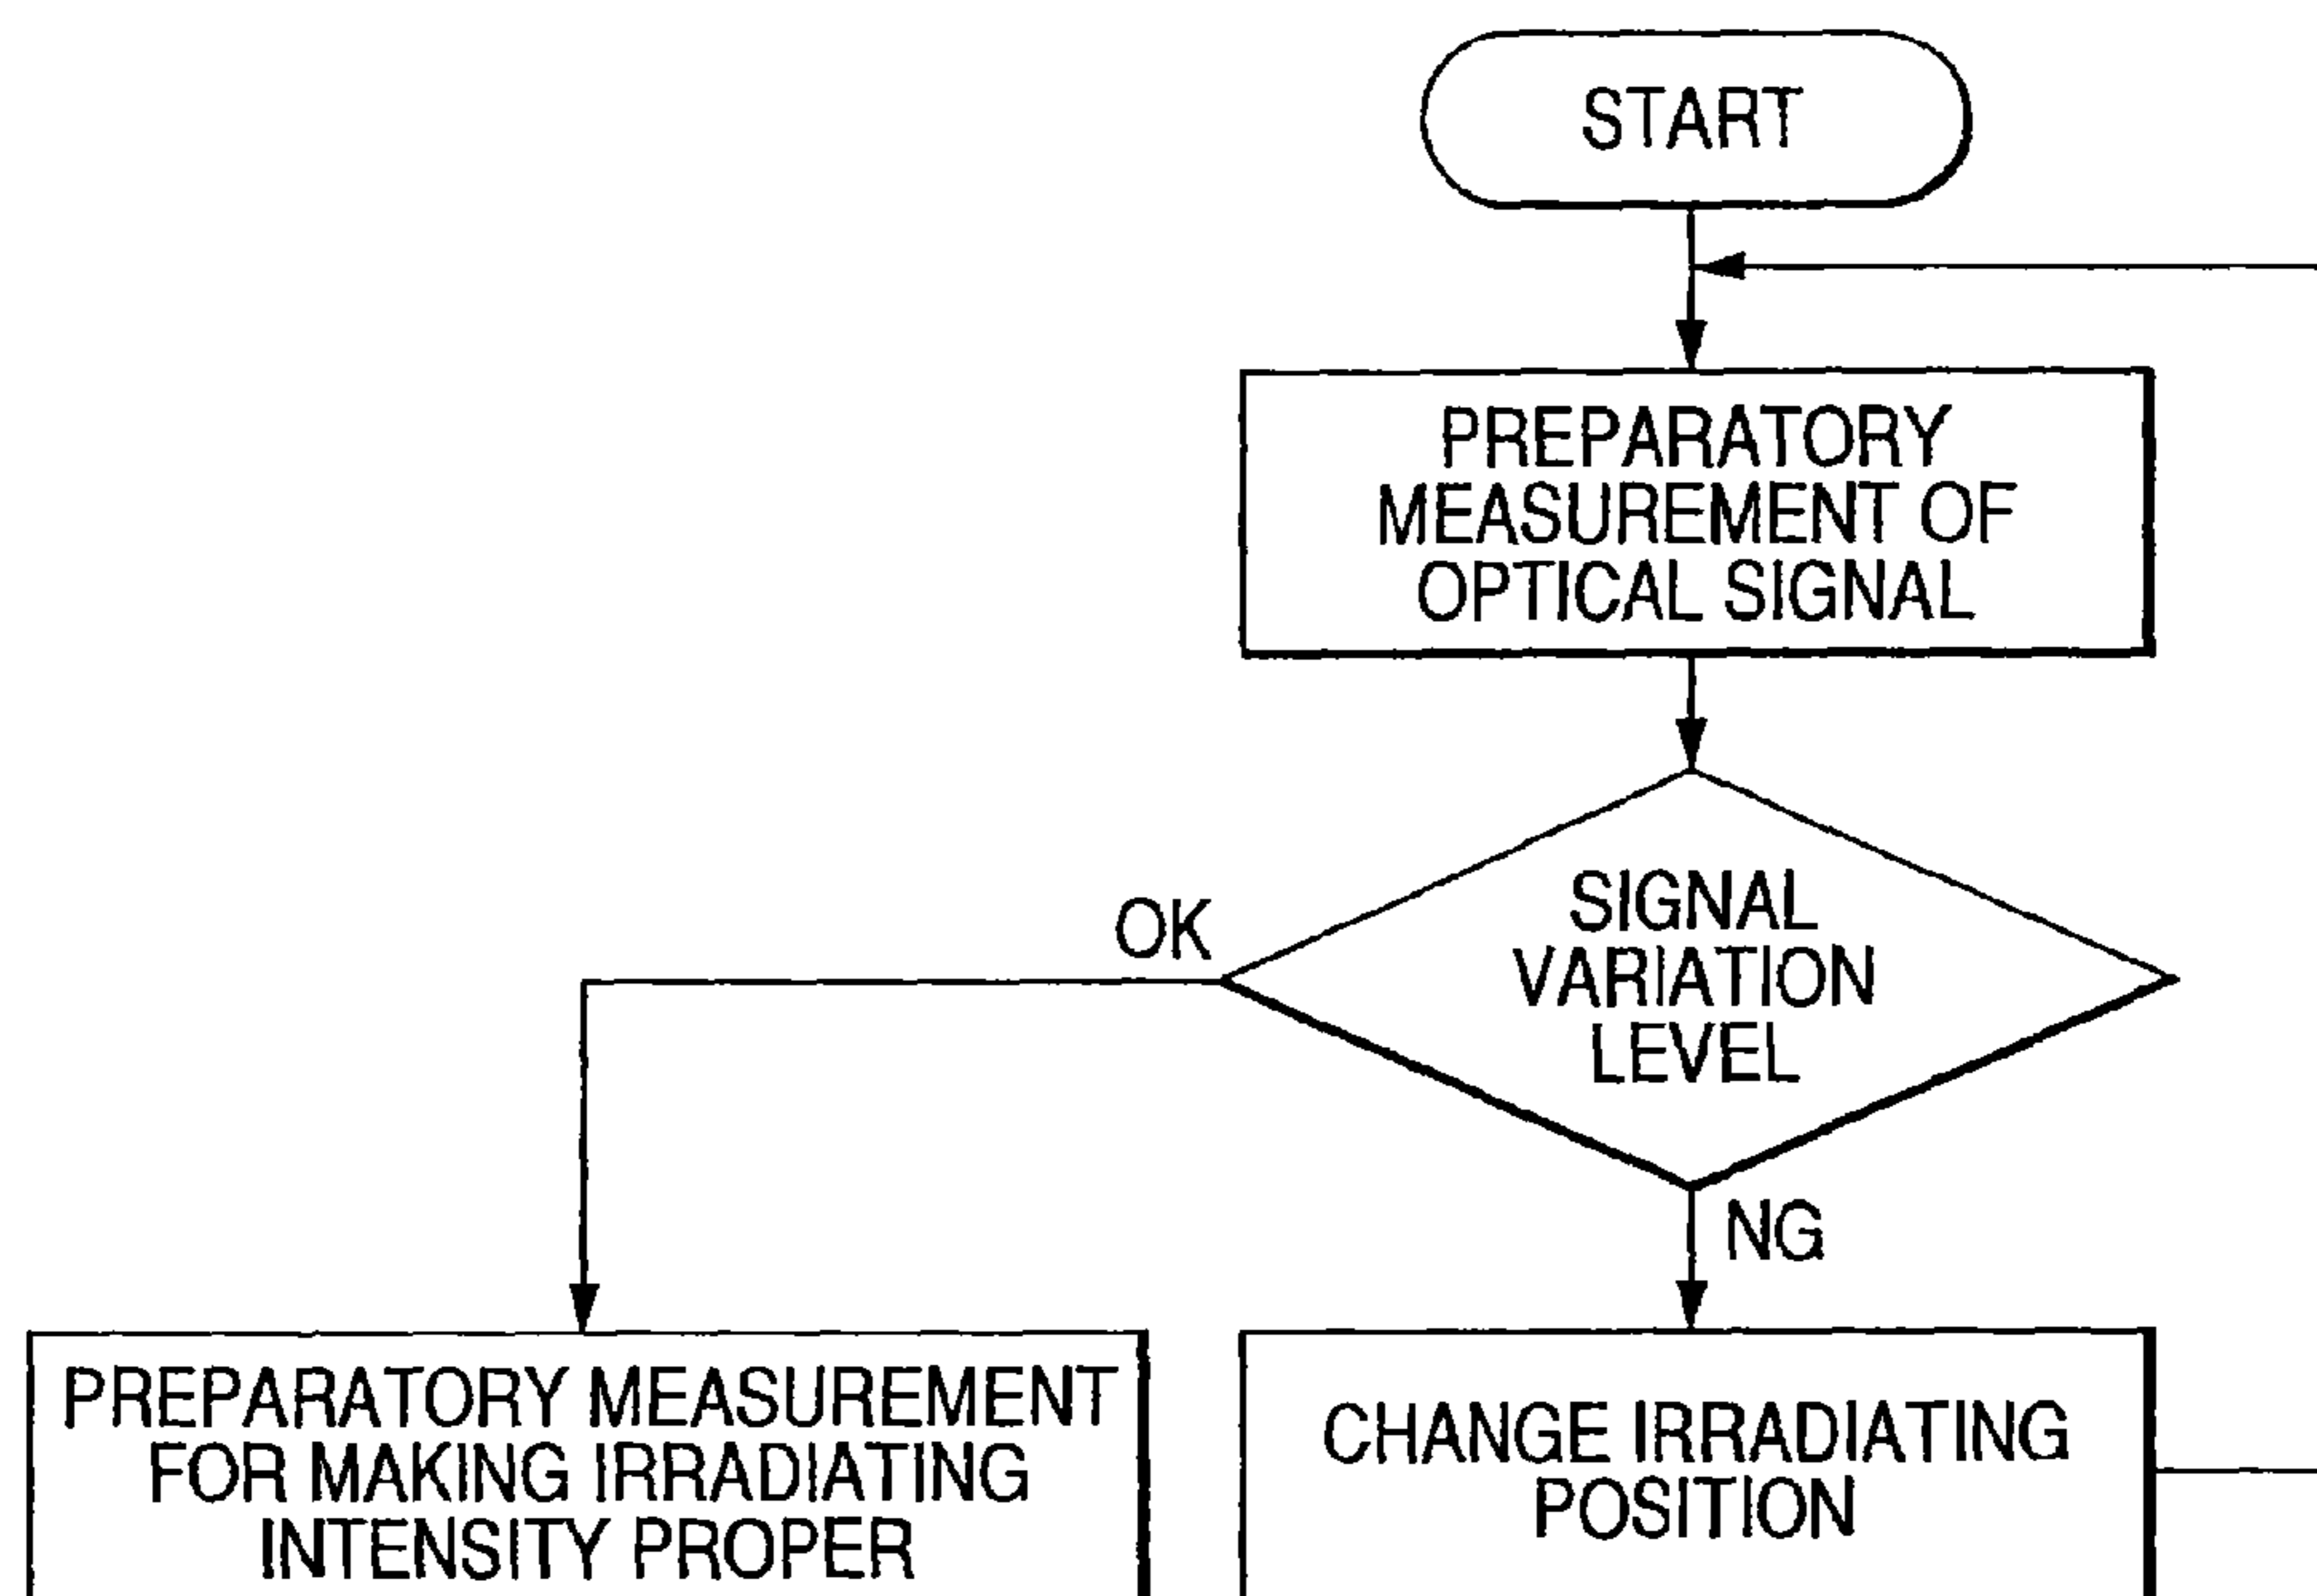 START
PREPARATORY
MEASUREMENT OF
OPTICAL SIGNAL
SIGNAL
VARIATION
LEVEL
OK
NG
PREPARATORY MEASUREMENT
FOR MAKING IRRADIATING
INTENSITY PROPER
CHANGE IRRADIATING
POSITION